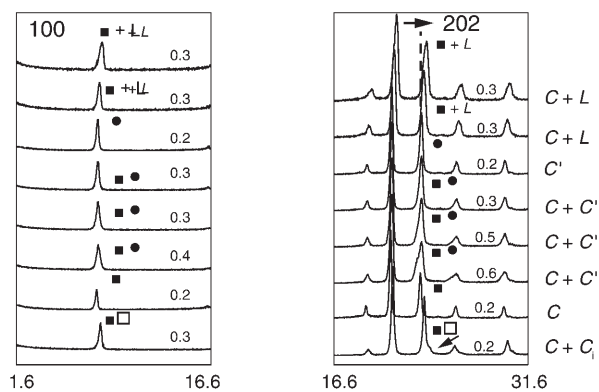 100
■ + L
0.3
■ + L
0.3
●
0.2
■ ●
0.3
■ ●
0.3
■ ●
0.4
■
0.2
■ □
0.3
1.6 16.6
202
■ + L
0.3 C + L
■ + L
0.3 C + L
●
0.2 C'
■ ●
0.3 C + C'
■ ●
0.5 C + C'
■ ●
0.6 C + C'
■
0.2 C
■ □
0.2 C + Ci
16.6 31.6